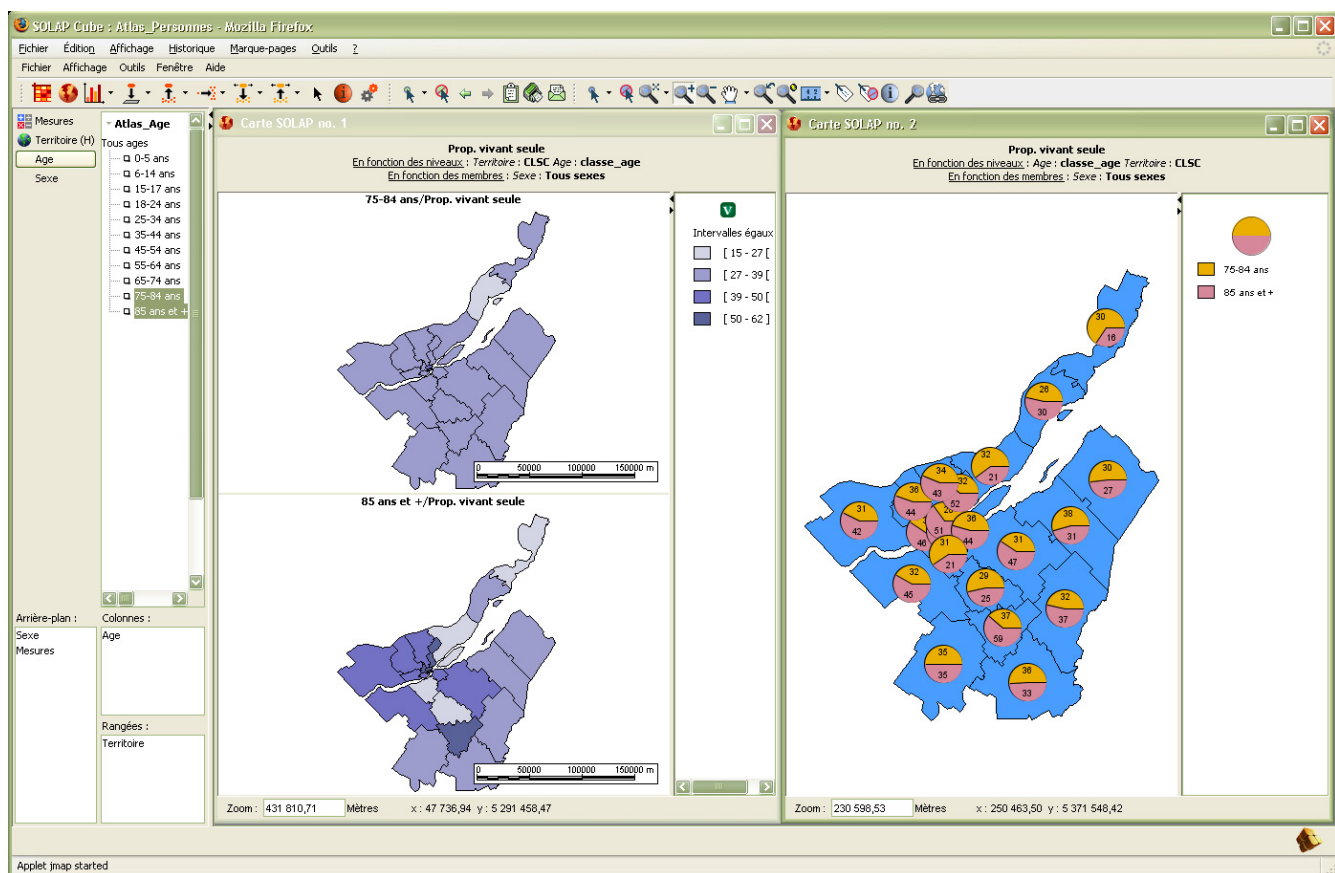 SOLAP Cube : Atlas_Personnes - Mozilla Firefox
Fichier Édition Affichage Historique Marque-pages Outils ?
Fichier Affichage Outils Fenêtre Aide
Mesures
Territoire (H)
Age
Sexe
Atlas_Age
Tous ages
0-5 ans
6-14 ans
15-17 ans
18-24 ans
25-34 ans
35-44 ans
45-54 ans
55-64 ans
65-74 ans
75-84 ans
85 ans et +
Arrière-plan :
Sexe
Mesures
Colonnes :
Age
Rangées :
Territoire
Carte SOLAP no. 1
Prop. vivant seule
En fonction des niveaux : Territoire : CLSC Age : classe_age
En fonction des membres : Sexe : Tous sexes
75-84 ans/Prop. vivant seule
0 50000 100000 150000 m
85 ans et +/Prop. vivant seule
0 50000 100000 150000 m
V
Intervalles égaux
[ 15 - 27 [
[ 27 - 39 [
[ 39 - 50 [
[ 50 - 62 ]
Zoom : 431 810,71 Mètres x : 47 736,94 y : 5 291 458,47
Carte SOLAP no. 2
Prop. vivant seule
En fonction des niveaux : Age : classe_age Territoire : CLSC
En fonction des membres : Sexe : Tous sexes
30
16
30
32
21
34
43
32
52
36
44
51
36
44
46
31
21
31
42
30
27
38
31
31
47
32
45
29
25
32
37
37
59
35
35
36
33
75-84 ans
85 ans et +
Zoom : 230 598,53 Mètres x : 250 463,50 y : 5 371 548,42
Applet jmap started